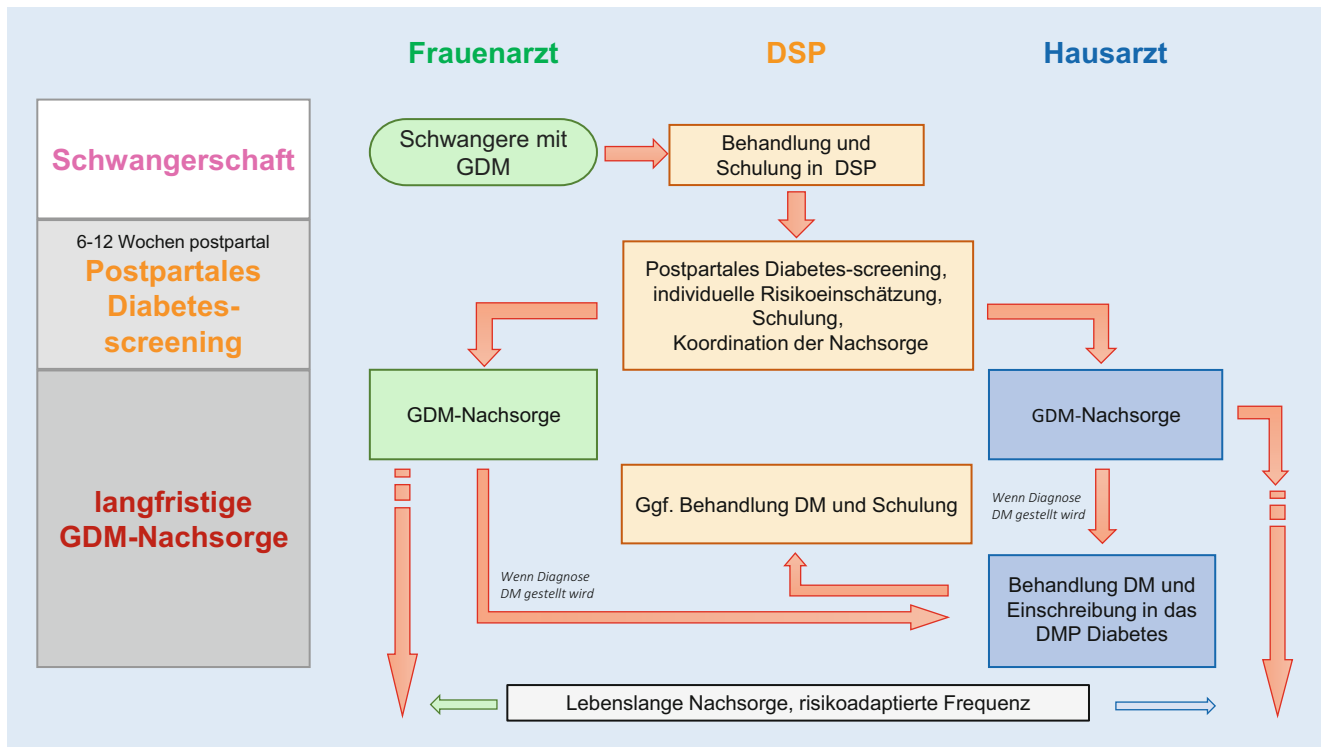 Frauenarzt
DSP
Hausarzt
Schwangerschaft
Schwangere mit
GDM
Behandlung und
Schulung in DSP
6-12 Wochen postpartal
Postpartales
Diabetes-
screening
Postpartales Diabetes-screening,
individuelle Risikoeinschätzung,
Schulung,
Koordination der Nachsorge
langfristige
GDM-Nachsorge
GDM-Nachsorge
GDM-Nachsorge
Ggf. Behandlung DM und Schulung
Wenn Diagnose
DM gestellt wird
Wenn Diagnose
DM gestellt wird
Behandlung DM und
Einschreibung in das
DMP Diabetes
Lebenslange Nachsorge, risikoadaptierte Frequenz